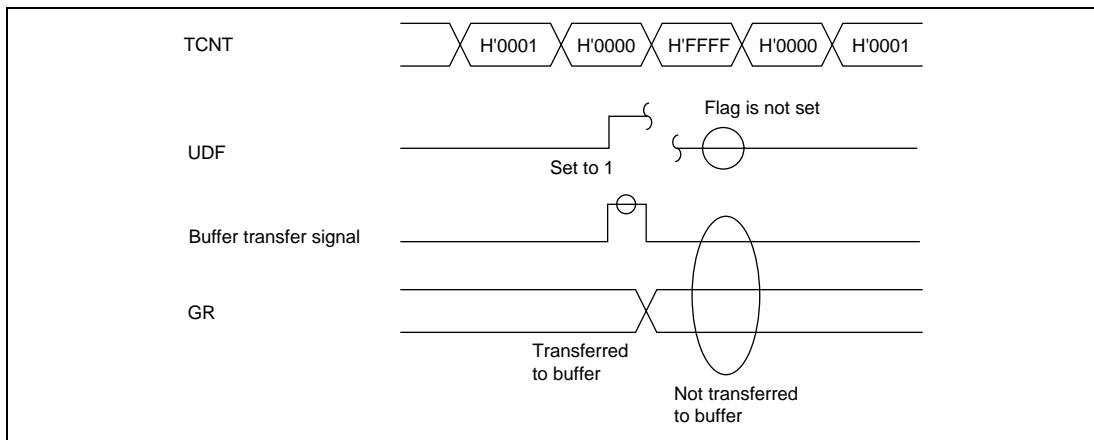 TCNT
H'0001 H'0000 H'FFFF H'0000 H'0001
Flag is not set
UDF
Set to 1
Buffer transfer signal
GR
Transferred
to buffer
Not transferred
to buffer